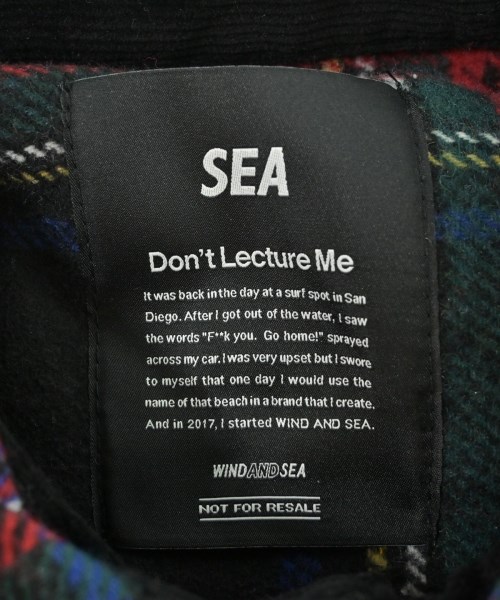 SEA
Don't Lecture Me
It was back in the day at a surf spot in San
Diego. After I got out of the water, I saw
the words "F**k you. Go home!" sprayed
across my car. I was very upset but I swore
to myself that one day I would use the
name of that beach in a brand that I create.
And in 2017, I started WIND AND SEA.
WINDANDSEA
NOT FOR RESALE